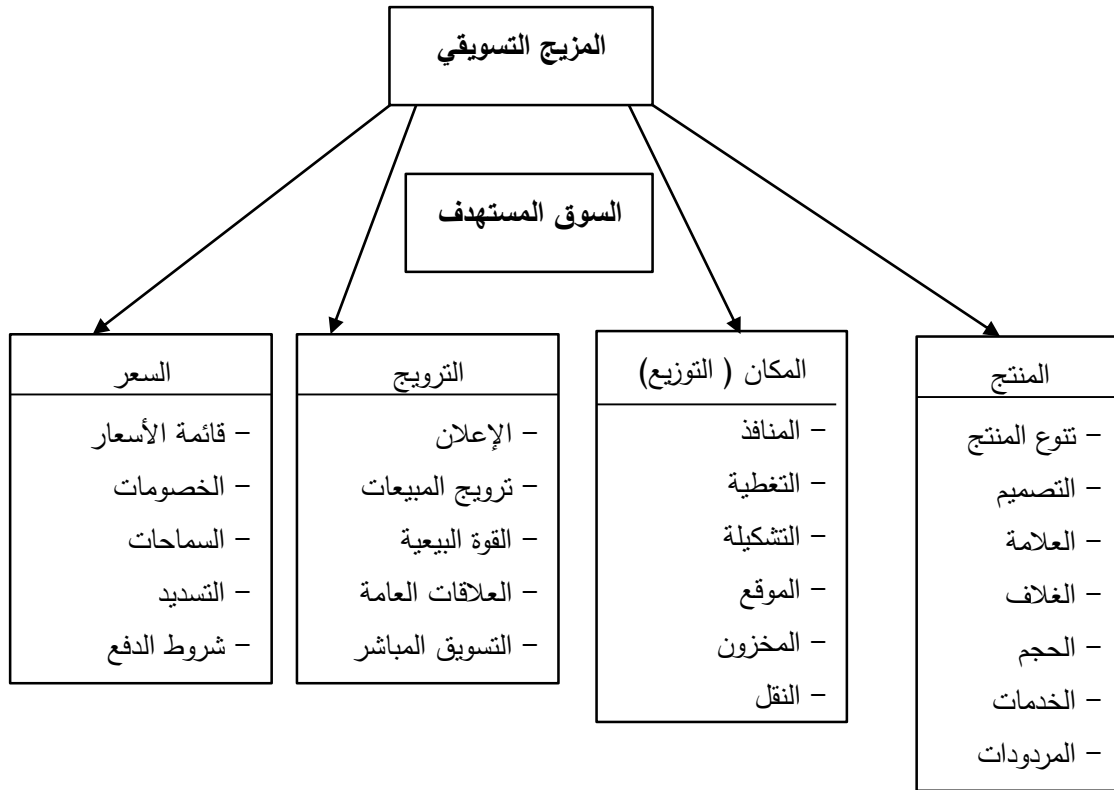 المزيج التسويقي
السوق المستهدف
المنتج
- تنوع المنتج
- التصميم
- العلامة
- الغلاف
- الحجم
- الخدمات
- المردودات
المكان ( التوزيع)
- المنافذ
- التغطية
- التشكيلة
- الموقع
- المخزون
- النقل
الترويج
- الإعلان
- ترويج المبيعات
- القوة البيعية
- العلاقات العامة
- التسويق المباشر
السعر
- قائمة الأسعار
- الخصومات
- السماحات
- التسديد
- شروط الدفع